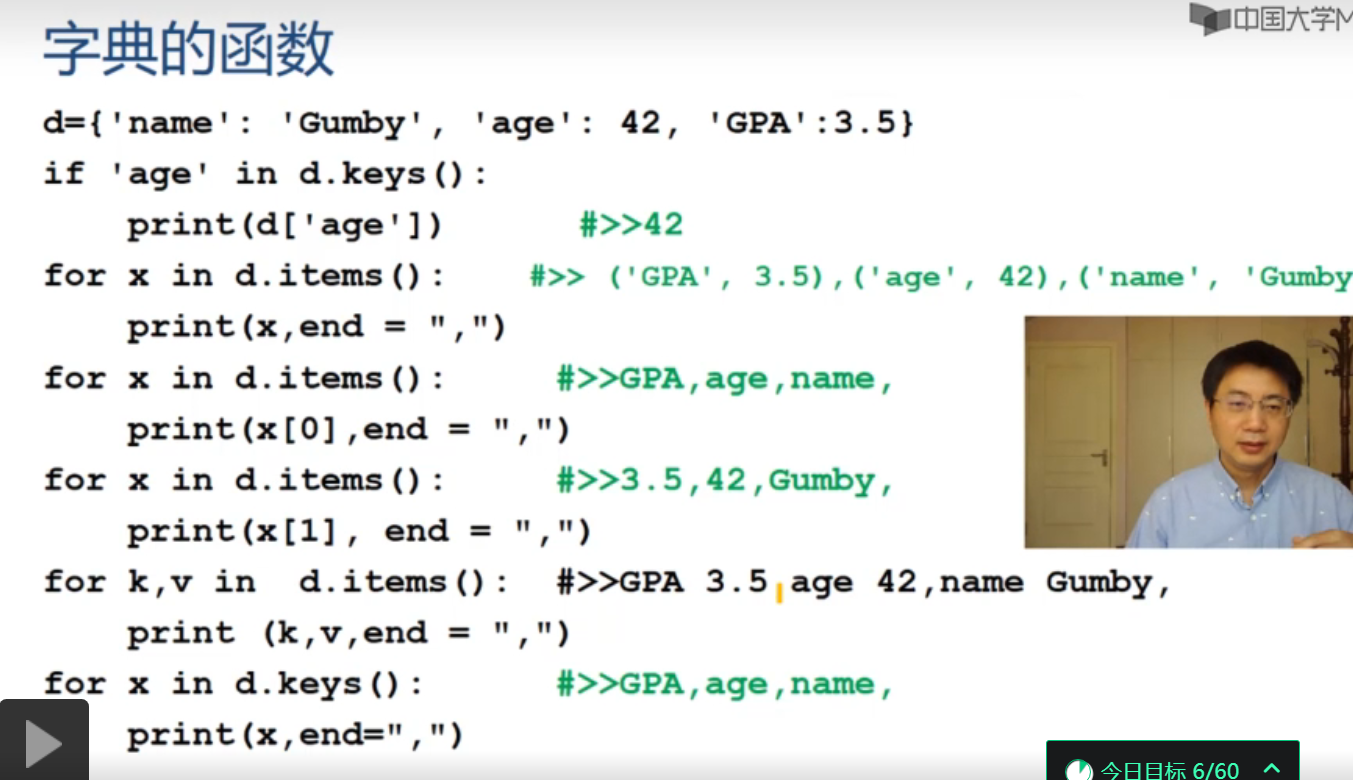 中国大学M
字典的函数
d={'name': 'Gumby', 'age': 42, 'GPA':3.5}
if 'age' in d.keys():
    print(d['age'])      #>>42
for x in d.items():    #>> ('GPA', 3.5),('age', 42),('name', 'Gumby
    print(x,end = ",")
for x in d.items():     #>>GPA,age,name,
    print(x[0],end = ",")
for x in d.items():     #>>3.5,42,Gumby,
    print(x[1], end = ",")
for k,v in  d.items():  #>>GPA 3.5 age 42,name Gumby,
    print (k,v,end = ",")
for x in d.keys():      #>>GPA,age,name,
    print(x,end=",")
今日目标 6/60